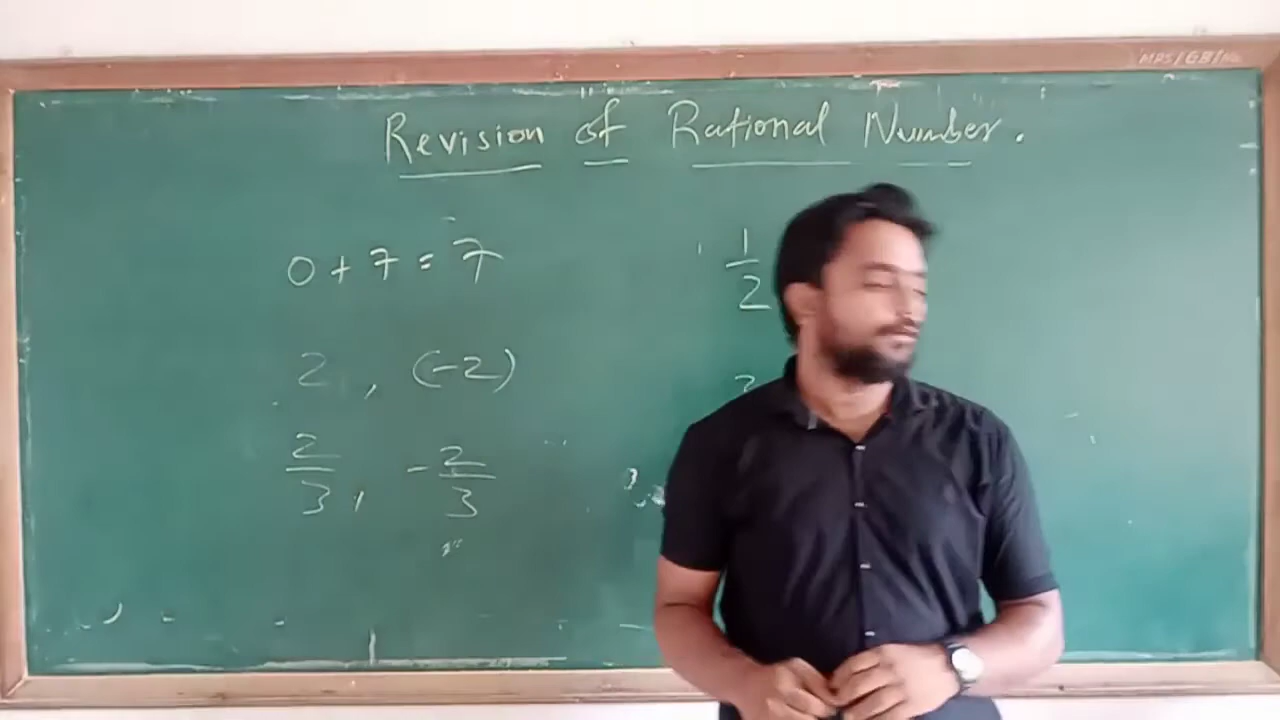 Revision of Rational Number.
0 + 7 = 7
2 , (-2)
2/3 , -2/3
1/2